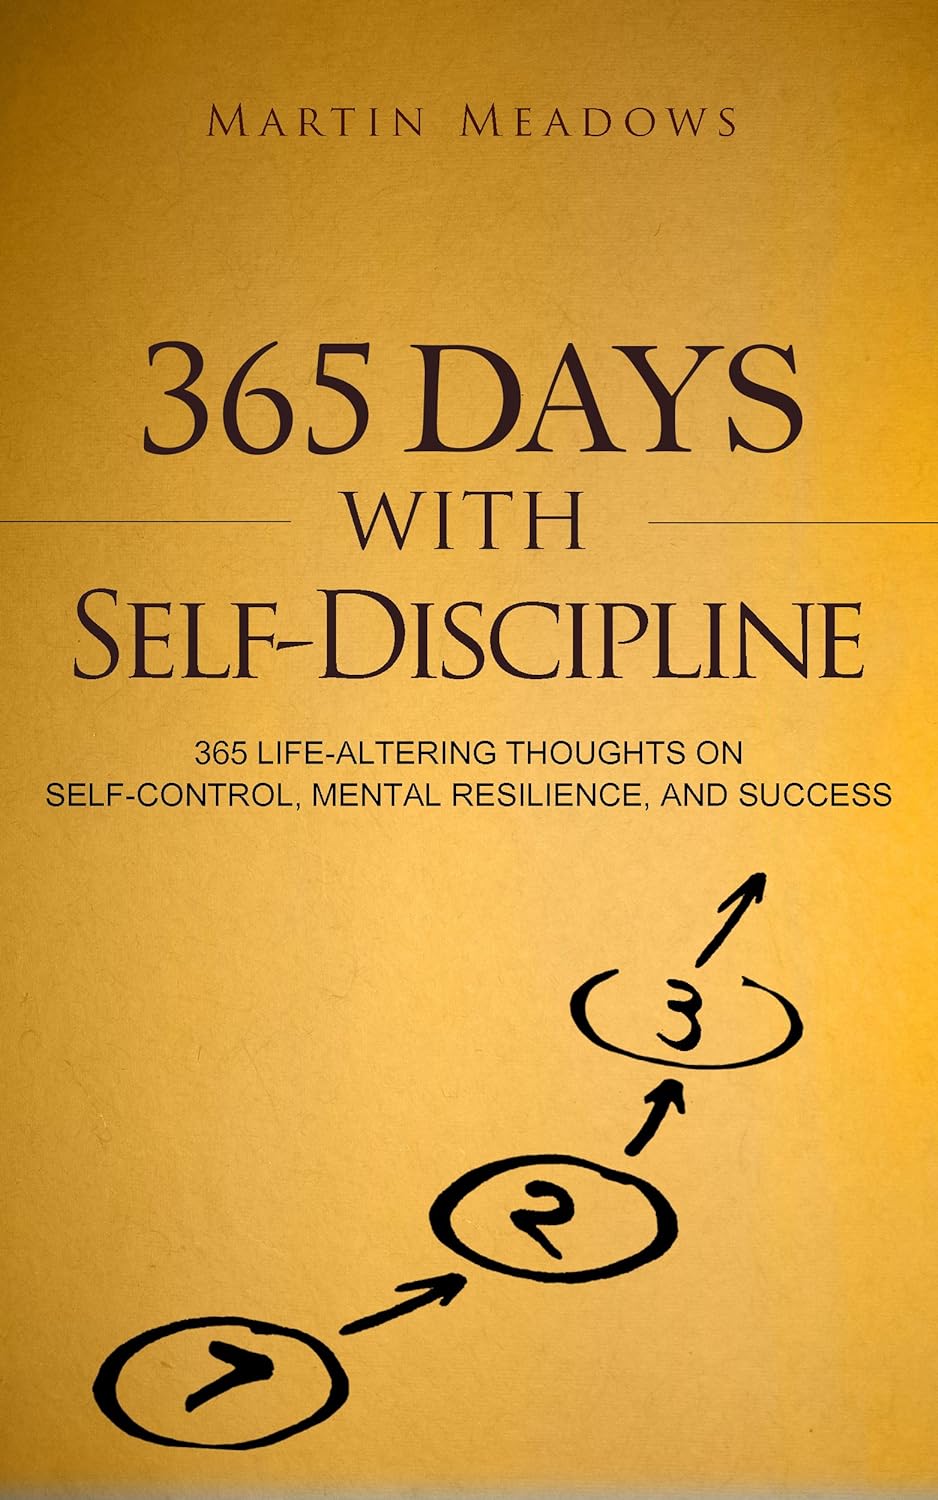 MARTIN MEADOWS
365 DAYS
WITH
SELF-DISCIPLINE
365 LIFE-ALTERING THOUGHTS ON
SELF-CONTROL, MENTAL RESILIENCE, AND SUCCESS
3
2
1